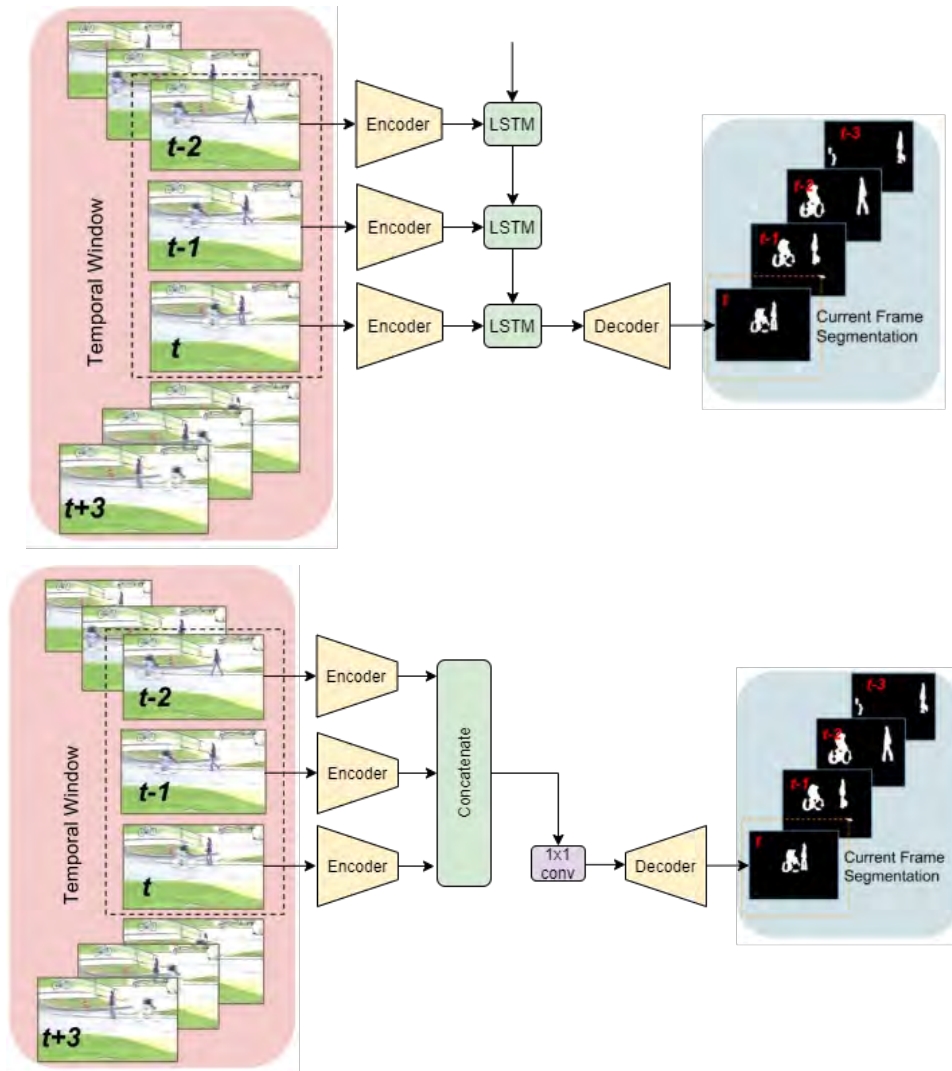 t-2
Encoder
LSTM
t-3
t-2
Temporal Window
t-1
Encoder
LSTM
t-1
t
Encoder
LSTM
Decoder
t
Current Frame
Segmentation
t+3
t-2
Encoder
t-3
t-2
Temporal Window
t-1
Encoder
Concatenate
t-1
t
Encoder
1x1
conv
Decoder
t
Current Frame
Segmentation
t+3